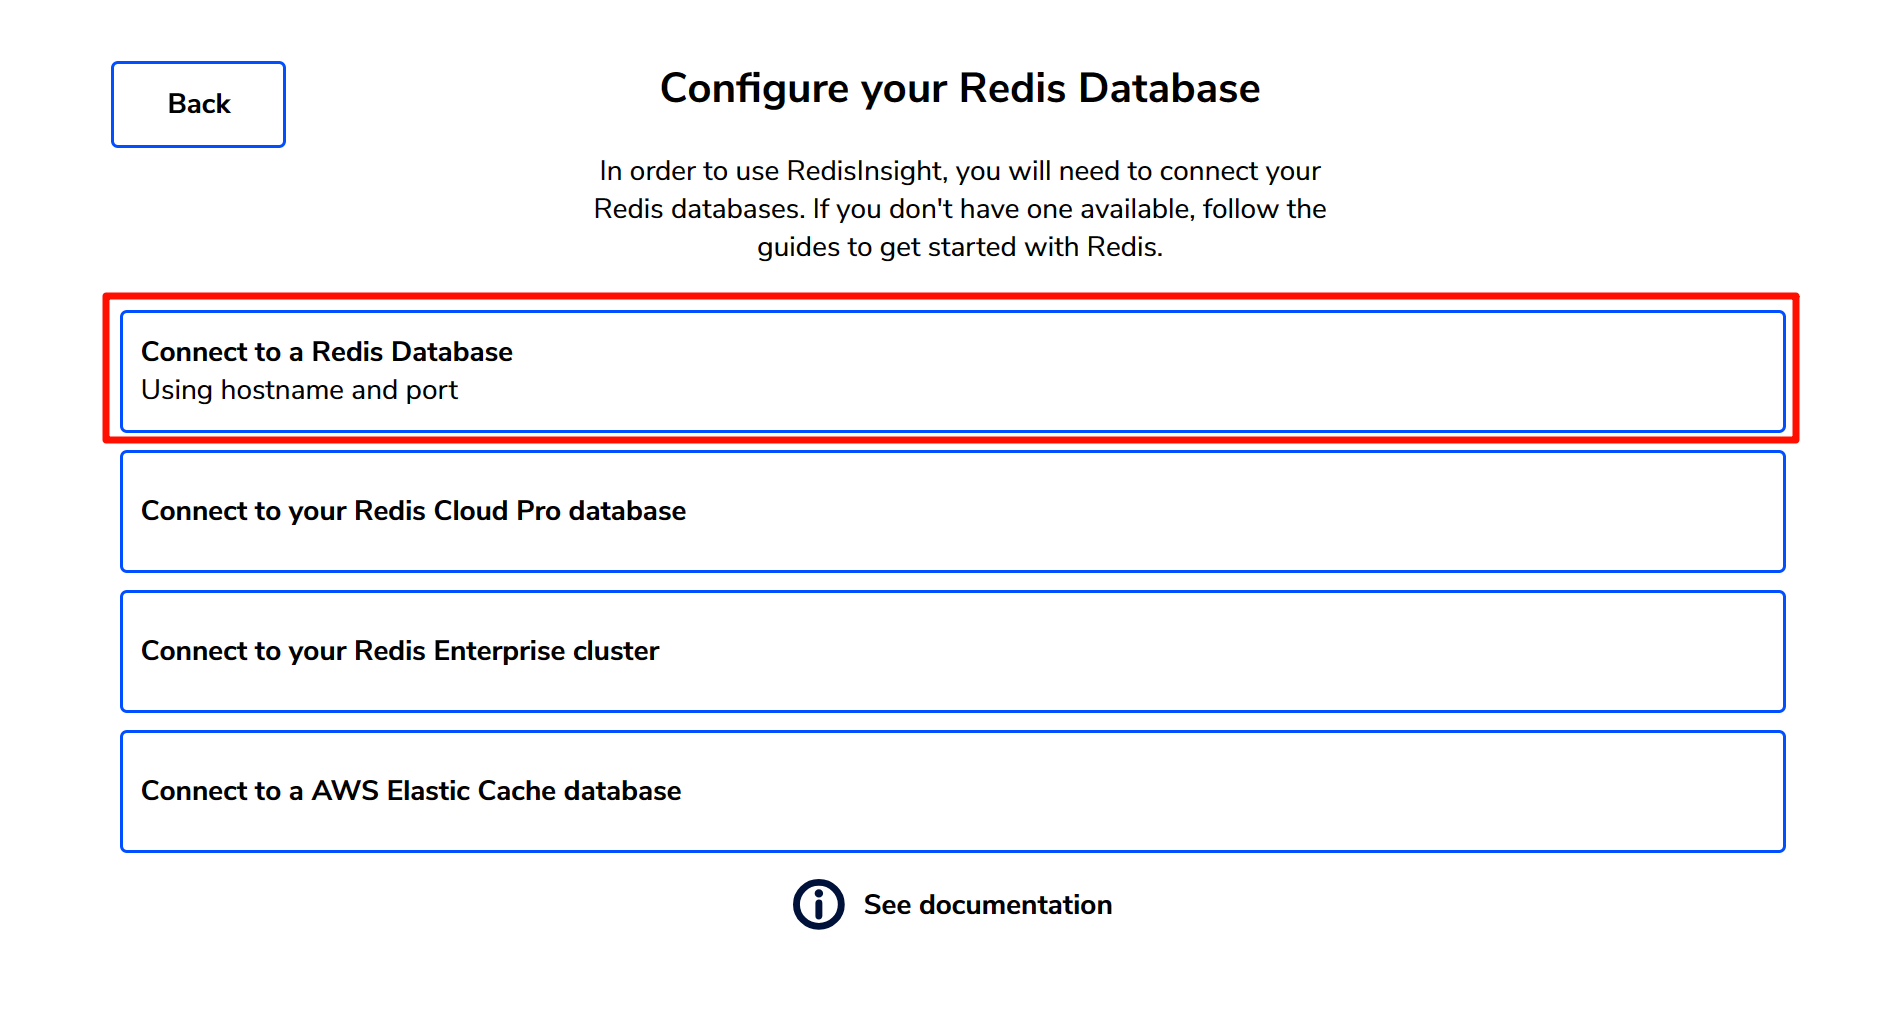 Back
Configure your Redis Database
In order to use RedisInsight, you will need to connect your
Redis databases. If you don't have one available, follow the
guides to get started with Redis.
Connect to a Redis Database
Using hostname and port
Connect to your Redis Cloud Pro database
Connect to your Redis Enterprise cluster
Connect to a AWS Elastic Cache database
See documentation